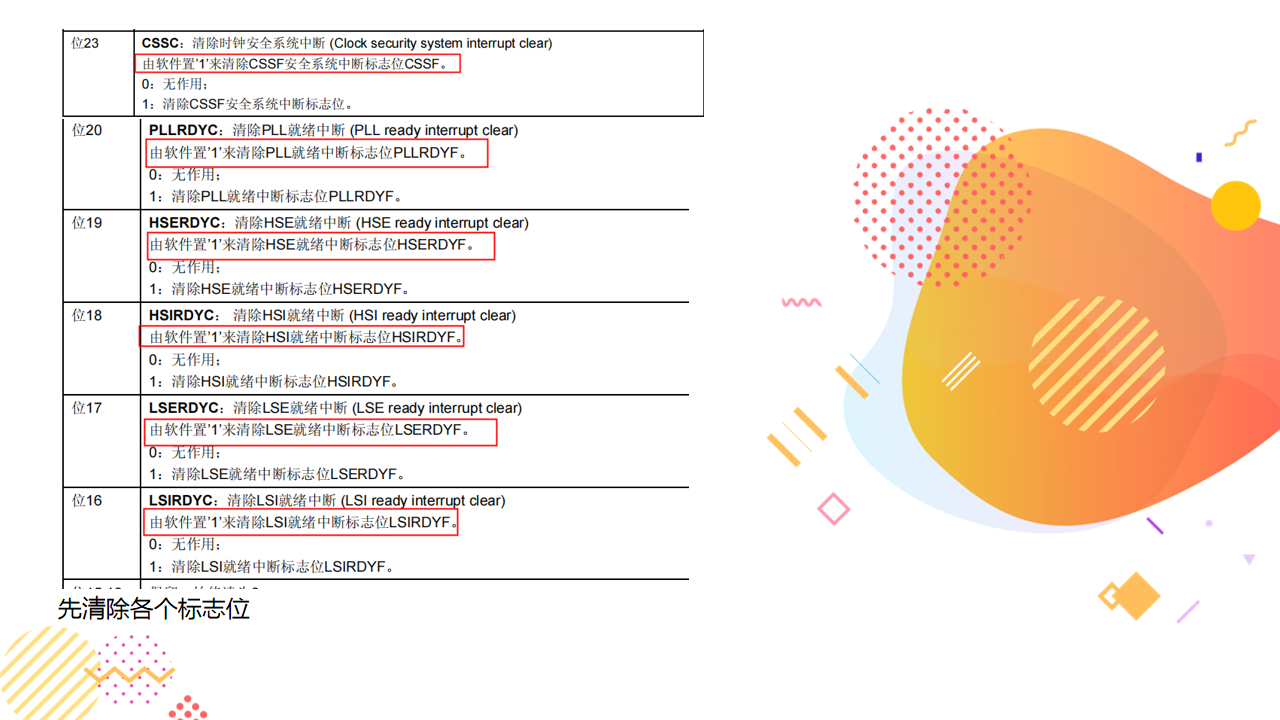 位23
CSSC：清除时钟安全系统中断 (Clock security system interrupt clear)
由软件置’1’来清除CSSF安全系统中断标志位CSSF。
0：无作用；
1：清除CSSF安全系统中断标志位。
位20
PLLRDYC：清除PLL就绪中断 (PLL ready interrupt clear)
由软件置’1’来清除PLL就绪中断标志位PLLRDYF。
0：无作用；
1：清除PLL就绪中断标志位PLLRDYF。
位19
HSERDYC：清除HSE就绪中断 (HSE ready interrupt clear)
由软件置’1’来清除HSE就绪中断标志位HSERDYF。
0：无作用；
1：清除HSE就绪中断标志位HSERDYF。
位18
HSIRDYC： 清除HSI就绪中断 (HSI ready interrupt clear)
由软件置’1’来清除HSI就绪中断标志位HSIRDYF。
0：无作用；
1：清除HSI就绪中断标志位HSIRDYF。
位17
LSERDYC：清除LSE就绪中断 (LSE ready interrupt clear)
由软件置’1’来清除LSE就绪中断标志位LSERDYF。
0：无作用；
1：清除LSE就绪中断标志位LSERDYF。
位16
LSIRDYC：清除LSI就绪中断 (LSI ready interrupt clear)
由软件置’1’来清除LSI就绪中断标志位LSIRDYF。
0：无作用；
1：清除LSI就绪中断标志位LSIRDYF。
先清除各个标志位